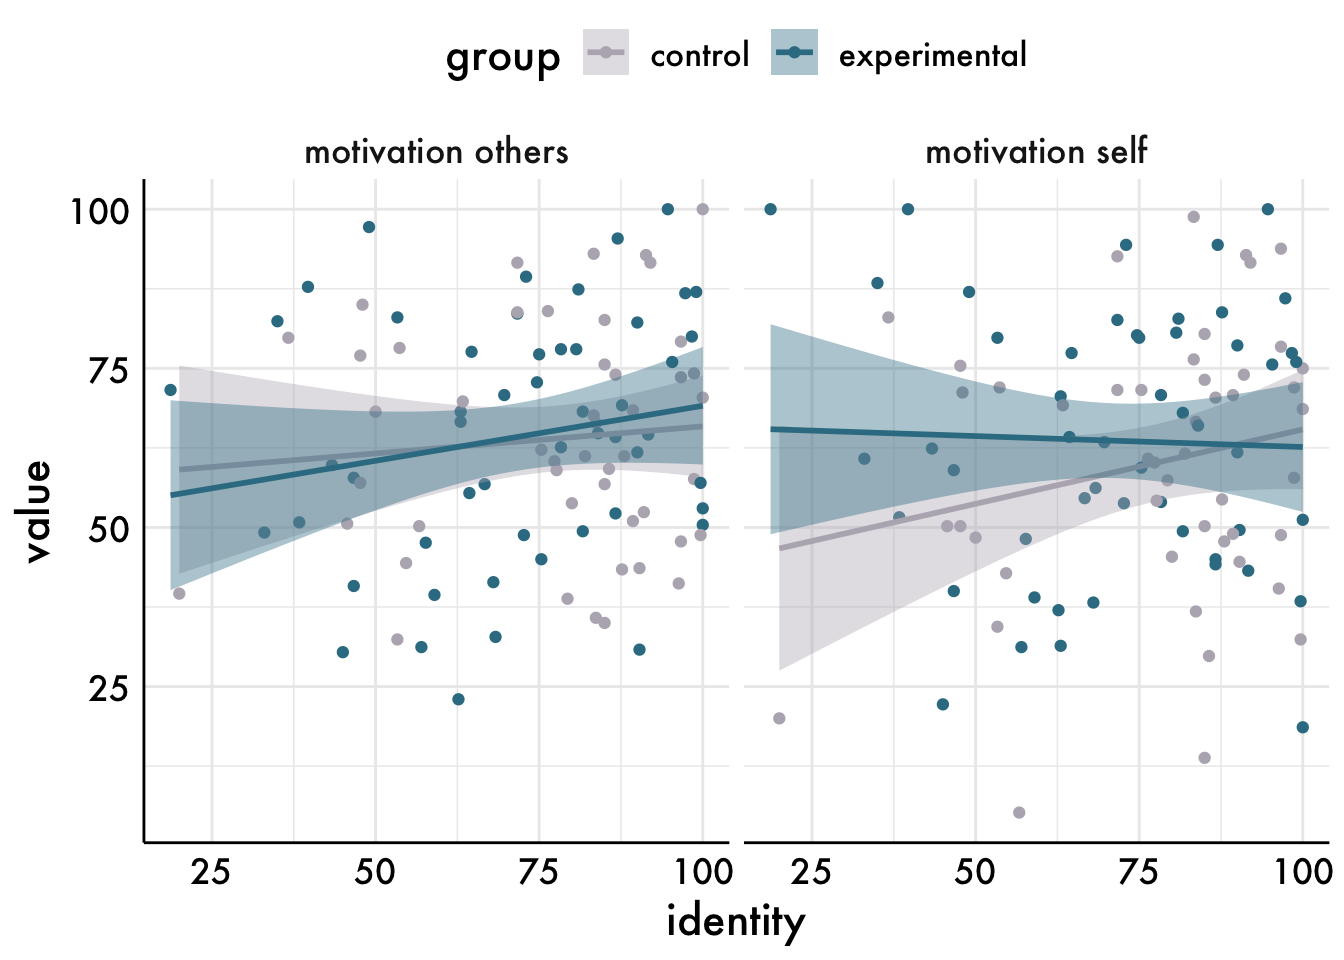 group control experimental
motivation others motivation self
100
75
50
25
25 50 75 100 25 50 75 100
identity
value